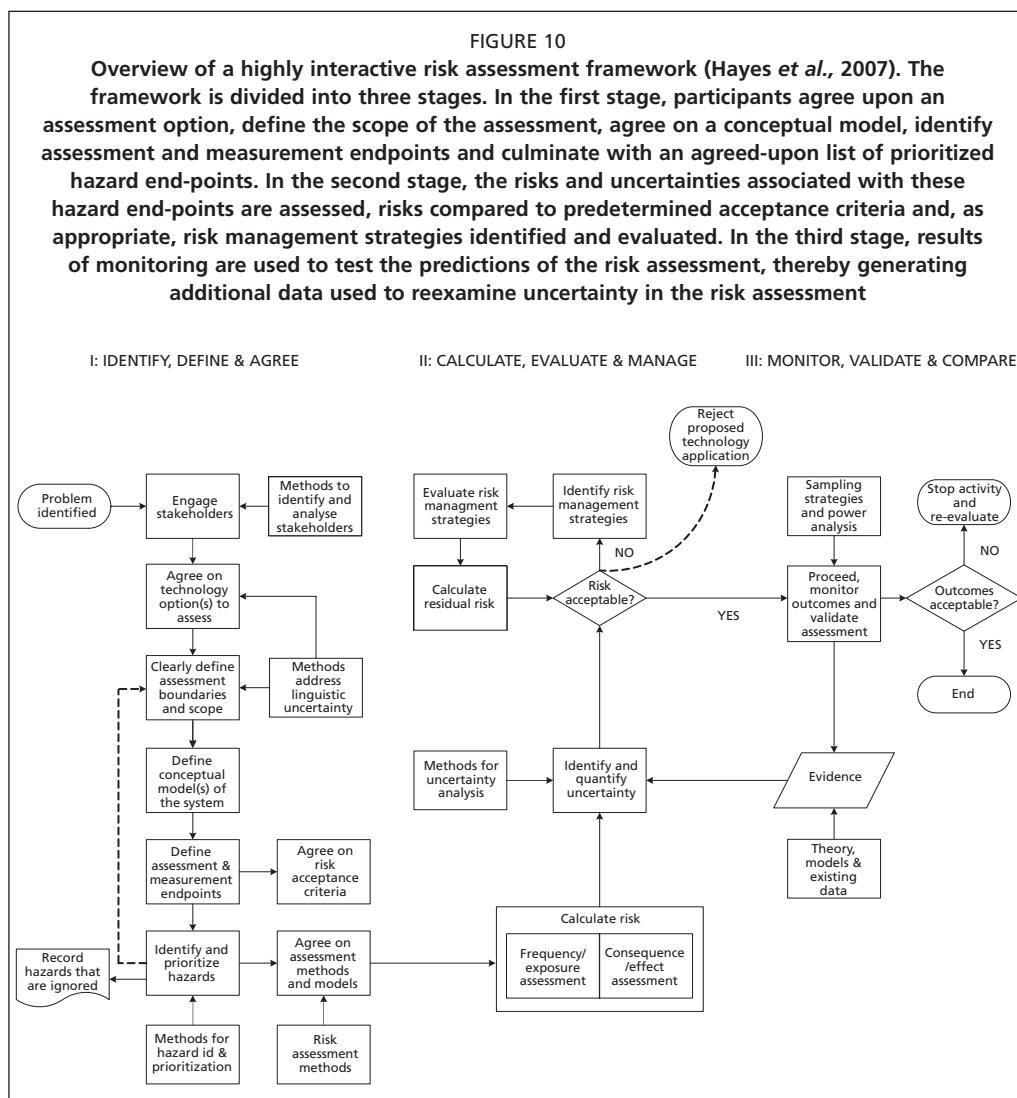 FIGURE 10
Overview of a highly interactive risk assessment framework (Hayes et al., 2007). The
framework is divided into three stages. In the first stage, participants agree upon an
assessment option, define the scope of the assessment, agree on a conceptual model, identify
assessment and measurement endpoints and culminate with an agreed-upon list of prioritized
hazard end-points. In the second stage, the risks and uncertainties associated with these
hazard end-points are assessed, risks compared to predetermined acceptance criteria and, as
appropriate, risk management strategies identified and evaluated. In the third stage, results
of monitoring are used to test the predictions of the risk assessment, thereby generating
additional data used to reexamine uncertainty in the risk assessment
I: IDENTIFY, DEFINE & AGREE
Problem
identified
Engage
stakeholders
Methods to
identify and
analyse
stakeholders
Agree on
technology
option(s) to
assess
Clearly define
assessment
boundaries
and scope
Methods
address
linguistic
uncertainty
Define
conceptual
model(s) of
the system
Define
assessment &
measurement
endpoints
Agree on
risk
acceptance
criteria
Record
hazards that
are ignored
Identify and
prioritize
hazards
Agree on
assessment
methods
and models
Methods for
hazard id &
prioritization
Risk
assessment
methods
II: CALCULATE, EVALUATE & MANAGE
Reject
proposed
technology
application
Evaluate risk
managment
strategies
Identify risk
management
strategies
NO
Calculate
residual risk
Risk
acceptable?
YES
Methods for
uncertainty
analysis
Identify and
quantify
uncertainty
Calculate risk
Frequency/
exposure
assessment
Consequence
/effect
assessment
III: MONITOR, VALIDATE & COMPARE
Sampling
strategies
and power
analysis
Stop activity
and
re-evaluate
NO
Proceed,
monitor
outcomes and
validate
assessment
Outcomes
acceptable?
YES
End
Evidence
Theory,
models &
existing
data